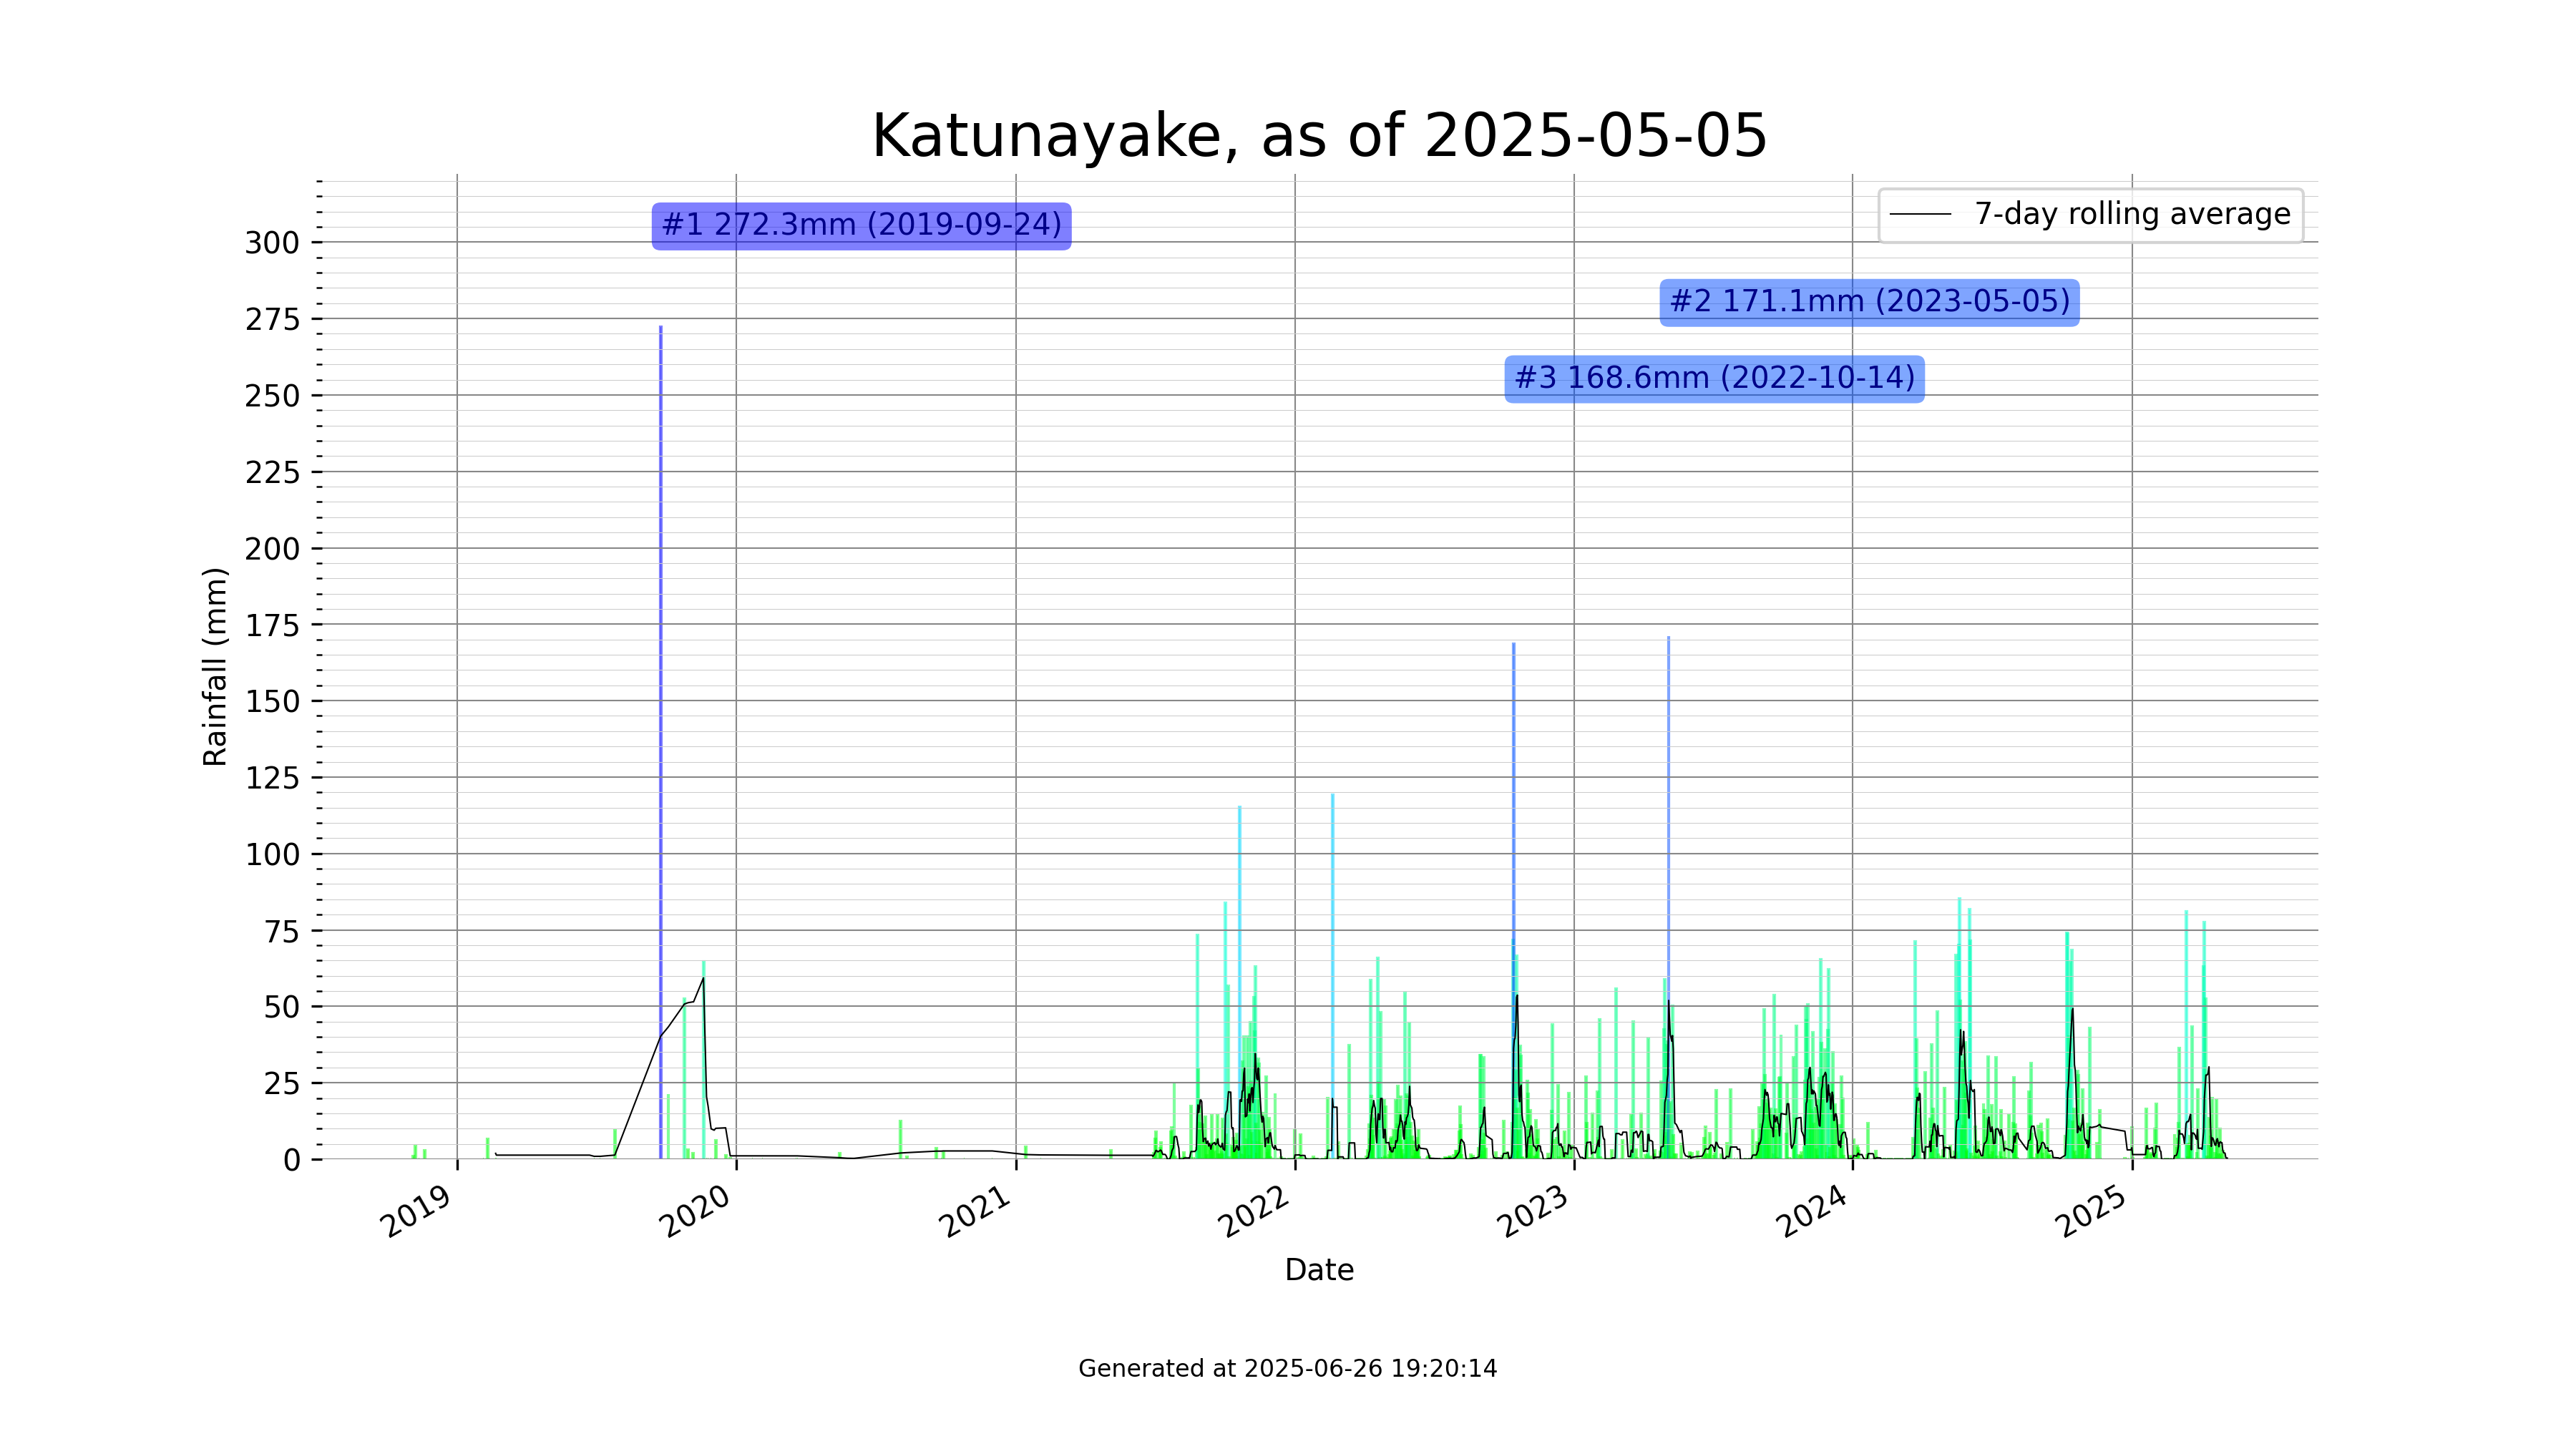 Katunayake, as of 2025-05-05
7-day rolling average
#1 272.3mm (2019-09-24)
#2 171.1mm (2023-05-05)
#3 168.6mm (2022-10-14)
Rainfall (mm)
300
275
250
225
200
175
150
125
100
75
50
25
0
2019
2020
2021
2022
2023
2024
2025
Date
Generated at 2025-06-26 19:20:14